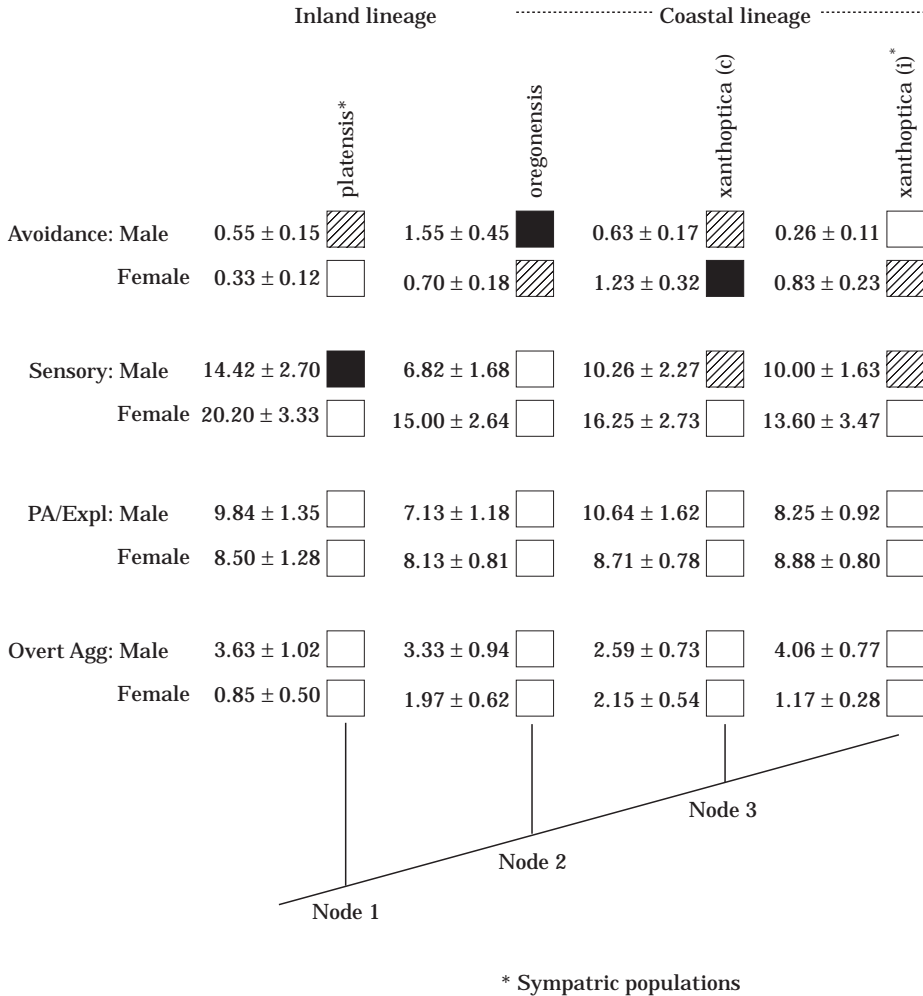 Inland lineage Coastal lineage
platensis* oregonensis xanthoptica (c) xanthoptica (i)*
Avoidance: Male 0.55 ± 0.15 1.55 ± 0.45 0.63 ± 0.17 0.26 ± 0.11
Female 0.33 ± 0.12 0.70 ± 0.18 1.23 ± 0.32 0.83 ± 0.23
Sensory: Male 14.42 ± 2.70 6.82 ± 1.68 10.26 ± 2.27 10.00 ± 1.63
Female 20.20 ± 3.33 15.00 ± 2.64 16.25 ± 2.73 13.60 ± 3.47
PA/Expl: Male 9.84 ± 1.35 7.13 ± 1.18 10.64 ± 1.62 8.25 ± 0.92
Female 8.50 ± 1.28 8.13 ± 0.81 8.71 ± 0.78 8.88 ± 0.80
Overt Agg: Male 3.63 ± 1.02 3.33 ± 0.94 2.59 ± 0.73 4.06 ± 0.77
Female 0.85 ± 0.50 1.97 ± 0.62 2.15 ± 0.54 1.17 ± 0.28
Node 3
Node 2
Node 1
* Sympatric populations